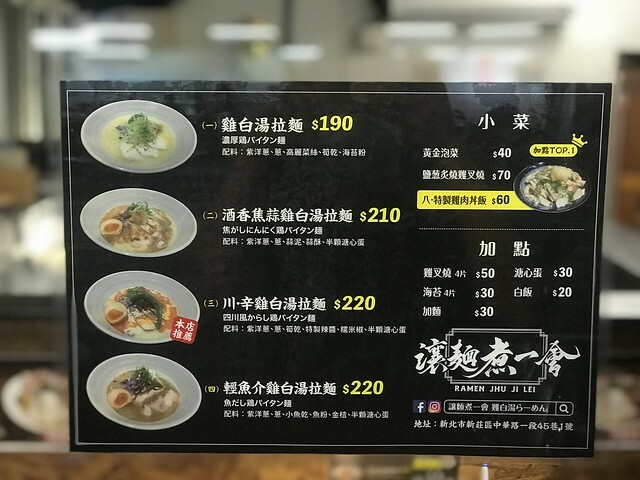 (一) 雞白湯拉麵 $190
濃厚鶏パイタン麺
配料：紫洋蔥、蔥、高麗菜絲、筍乾、海苔粉
(二) 酒香焦蒜雞白湯拉麵 $210
焦がしにんにく鶏パイタン麺
配料：紫洋蔥、蔥、蒜泥、蒜酥、半顆溏心蛋
(三) 川·辛雞白湯拉麵 $220
四川風からし鶏パイタン麺
配料：紫洋蔥、蔥、筍乾、特製辣醬、糯米椒、半顆溏心蛋
本店
推薦
(四) 輕魚介雞白湯拉麵 $220
魚だし鶏パイタン麺
配料：紫洋蔥、蔥、小魚乾、魚粉、金桔、半顆溏心蛋
小菜
黃金泡菜 $40
加點TOP.1
鹽蔥炙燒雞叉燒 $70
八·特製雞肉丼飯 $60
加點
雞叉燒 4片 $50 溏心蛋 $30
海苔 4片 $30 白飯 $20
加麵 $30
讓麵煮一會
RAMEN JHU JI LEI
讓麵煮一會 雞白湯らーめん
地址：新北市新莊區中華路一段45巷1號